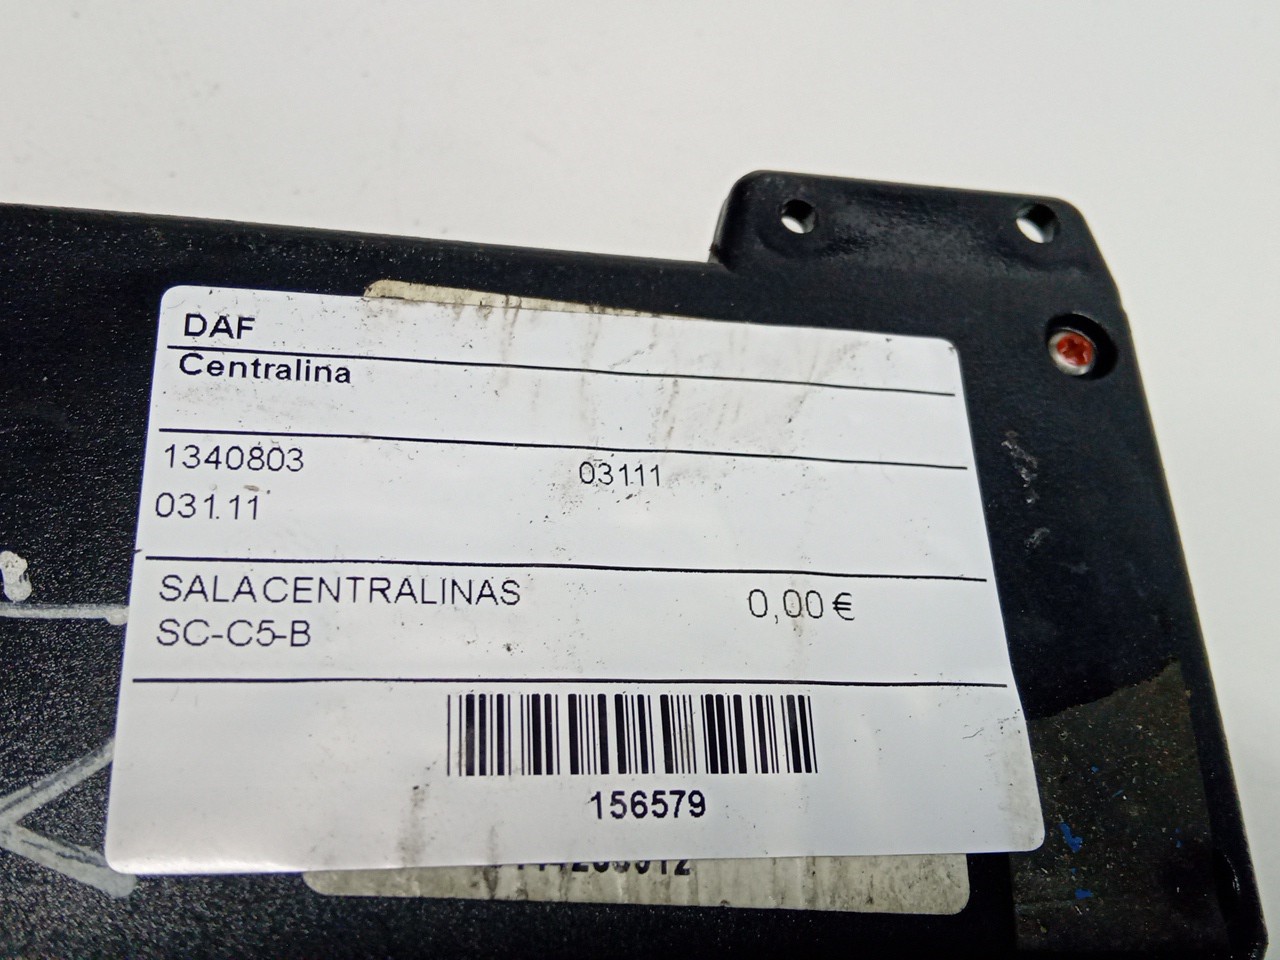 DAF
Centralina
1340803 03111
031.11
SALACENTRALINAS 0,00€
SC-C5-B
156579